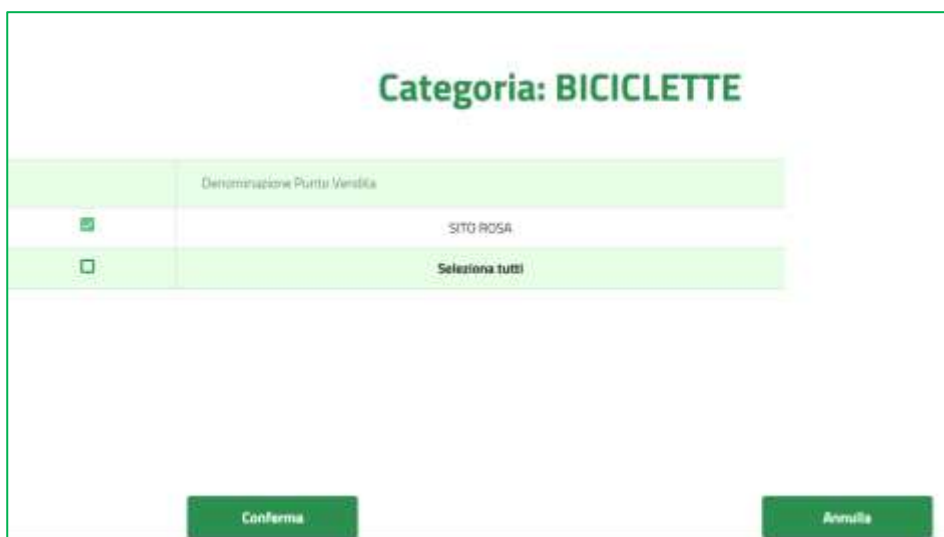 Categoria: BICICLETTE
Denominazione Punto Vendita
SITO ROSA
Seleziona tutti
Conferma
Annulla